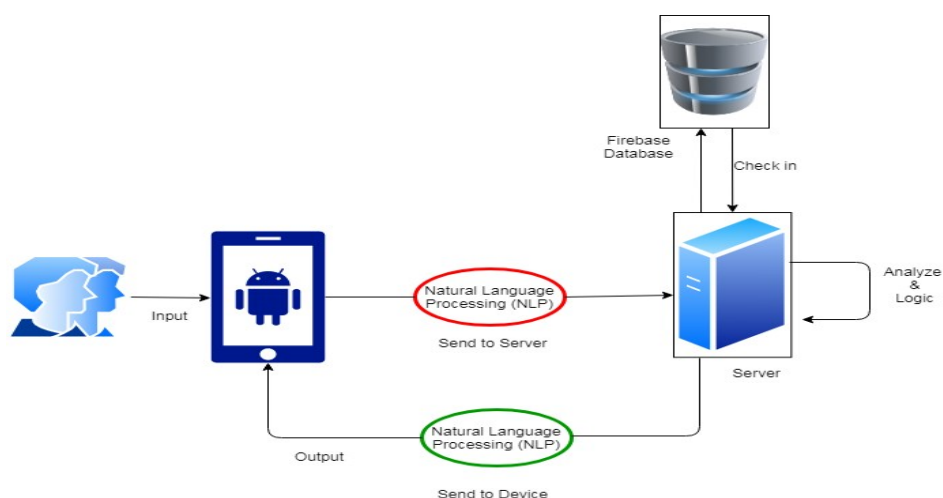 Firebase
Database
Check in
Analyze
&
Logic
Input
Natural Language
Processing (NLP)
Send to Server
Server
Natural Language
Processing (NLP)
Output
Send to Device